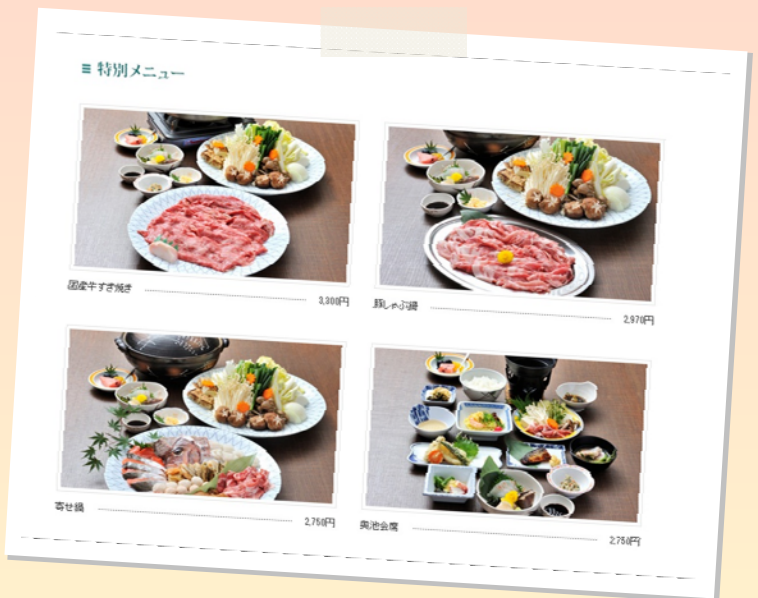 特別メニュー
国産牛すき焼き 3,300円
豚しゃぶ鍋 2,970円
寄せ鍋 2,750円
奥池会席 2,750円